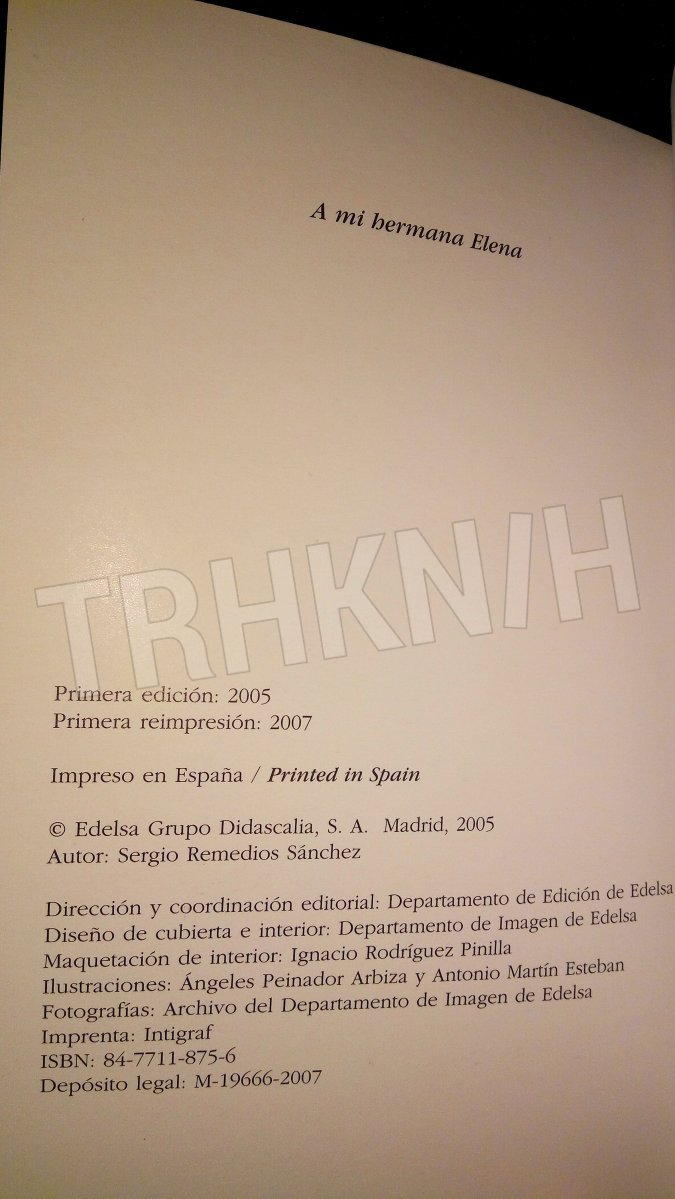 A mi hermana Elena
TRHKN/H
Primera edición: 2005
Primera reimpresión: 2007
Impreso en España / Printed in Spain
© Edelsa Grupo Didascalia, S. A. Madrid, 2005
Autor: Sergio Remedios Sánchez
Dirección y coordinación editorial: Departamento de Edición de Edelsa
Diseño de cubierta e interior: Departamento de Imagen de Edelsa
Maquetación de interior: Ignacio Rodríguez Pinilla
Ilustraciones: Ángeles Peinador Arbiza y Antonio Martín Esteban
Fotografías: Archivo del Departamento de Imagen de Edelsa
Imprenta: Intigraf
ISBN: 84-7711-875-6
Depósito legal: M-19666-2007